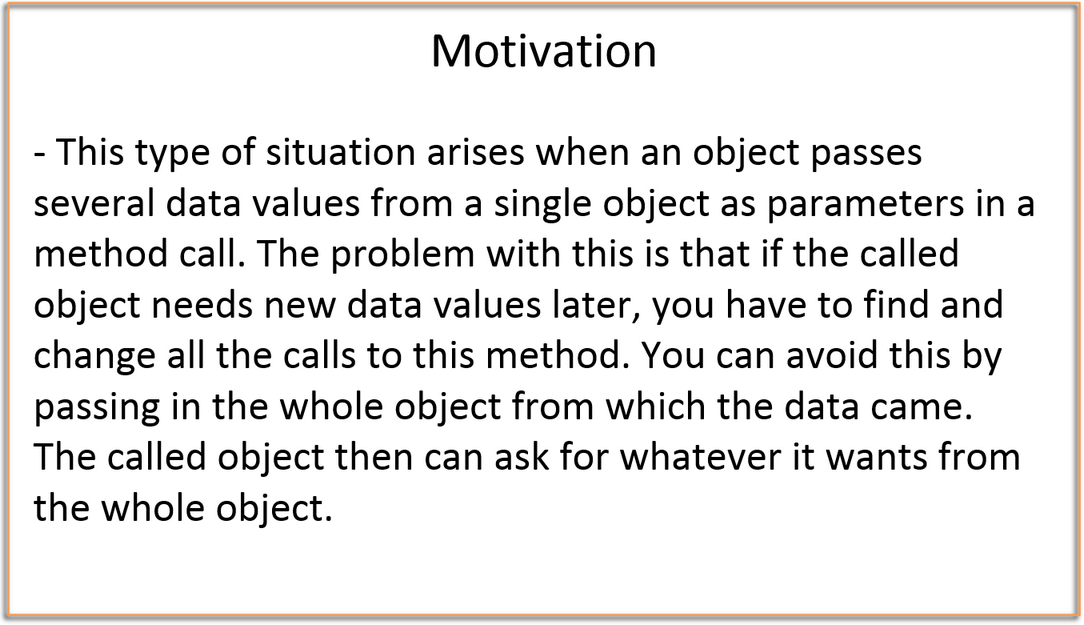 Motivation
- This type of situation arises when an object passes
several data values from a single object as parameters in a
method call. The problem with this is that if the called
object needs new data values later, you have to find and
change all the calls to this method. You can avoid this by
passing in the whole object from which the data came.
The called object then can ask for whatever it wants from
the whole object.